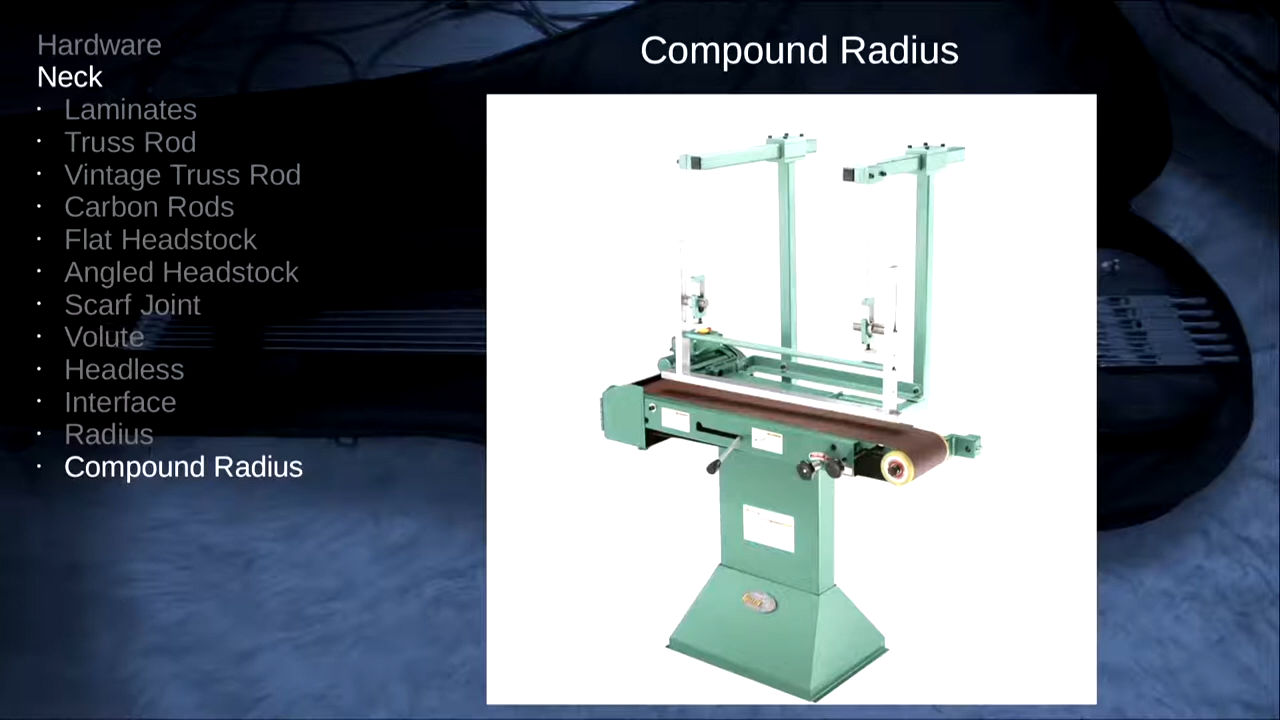 Hardware
Neck
· Laminates
· Truss Rod
· Vintage Truss Rod
· Carbon Rods
· Flat Headstock
· Angled Headstock
· Scarf Joint
· Volute
· Headless
· Interface
· Radius
· Compound Radius
Compound Radius